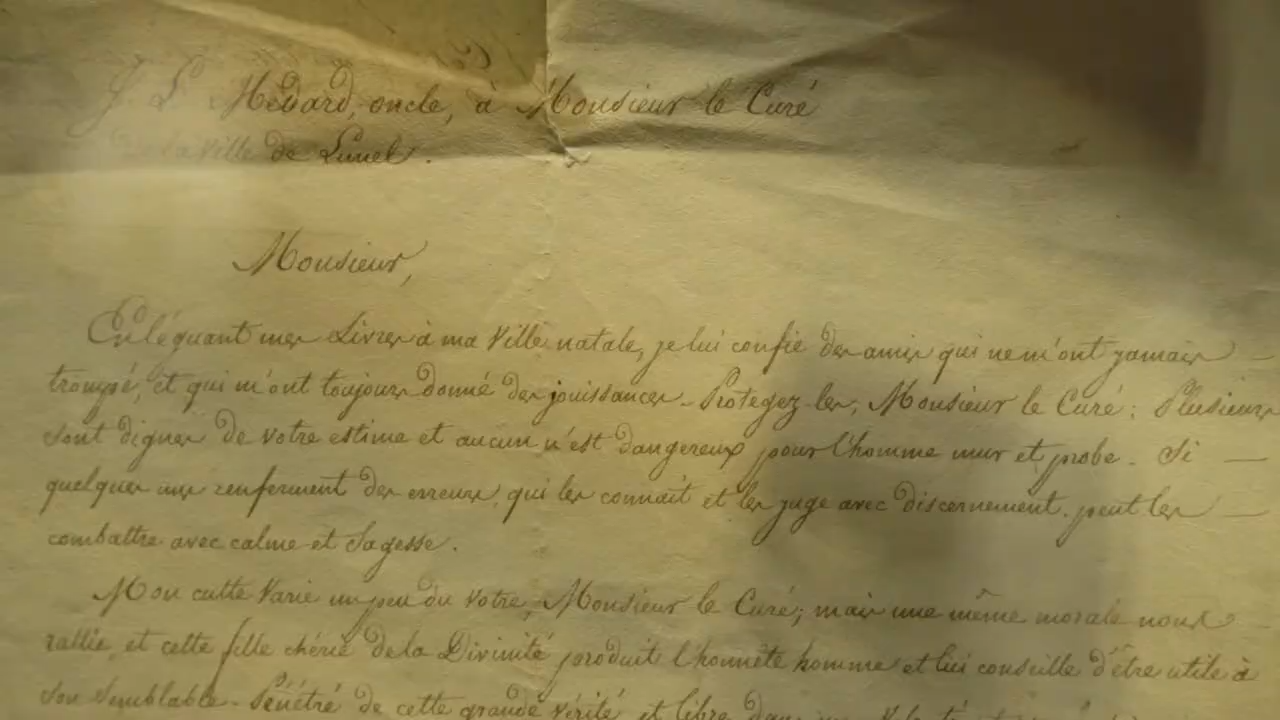 J. L. Médard, oncle, à Monsieur le Curé
de la Ville de Lunel.
Monsieur,
En léguant mes Livres à ma Ville natale, je lui confie des amis qui ne m'ont jamais —
trompé, et qui m'ont toujours donné des jouissances - Protégez-les, Monsieur le Curé; Plusieurs
sont dignes de votre estime et aucun n'est dangereux pour l'homme mur et probe - Si —
quelques uns renferment des erreurs, qui les connait et les juge avec discernement, peut les —
combattre avec calme et Sagesse.
Mon culte Varie un peu du Votre, Monsieur le Curé; mais une même morale nous
rallie, et cette fille chérie de la Divinité produit l'honnête homme et lui conseille d'être utile à
Son Semblable - Pénétré de cette grande Vérité et libre dans